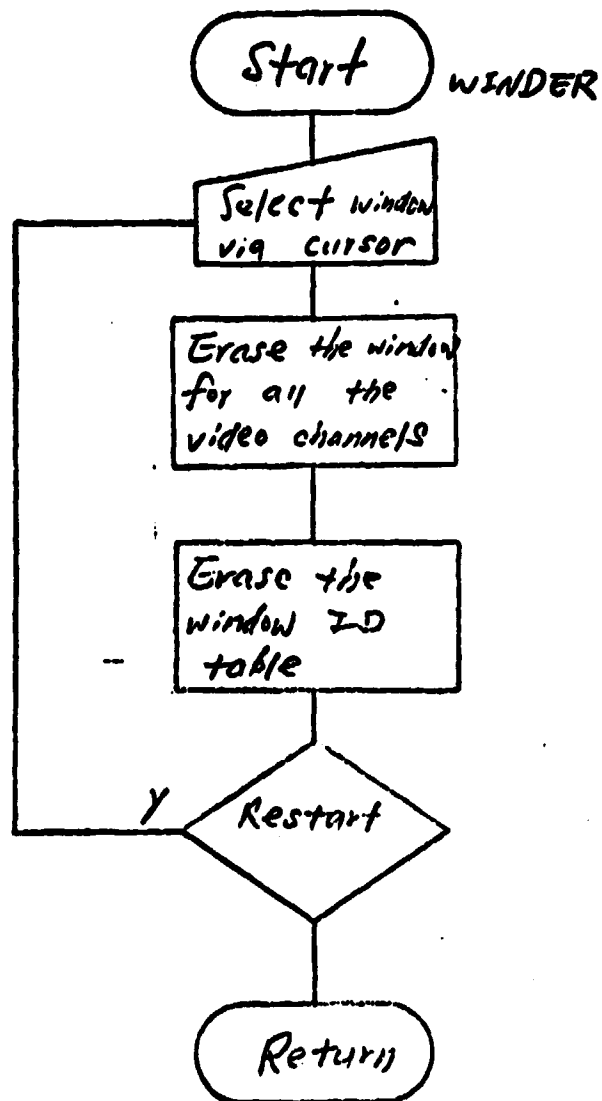 Start
WINDER
Select window
via cursor
Erase the window
for all the
video channels
Erase the
window ID
table
Y
Restart
Return